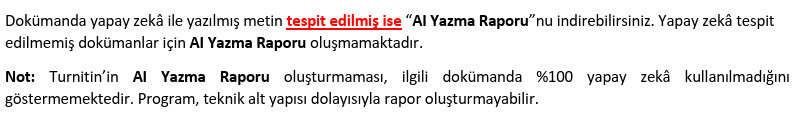 Dokümanda yapay zekâ ile yazılmış metin tespit edilmiş ise “AI Yazma Raporu”nu indirebilirsiniz. Yapay zekâ tespit
edilmemiş dokümanlar için AI Yazma Raporu oluşmamaktadır.
Not: Turnitin’in AI Yazma Raporu oluşturmaması, ilgili dokümanda %100 yapay zekâ kullanılmadığını
göstermemektedir. Program, teknik alt yapısı dolayısıyla rapor oluşturmayabilir.